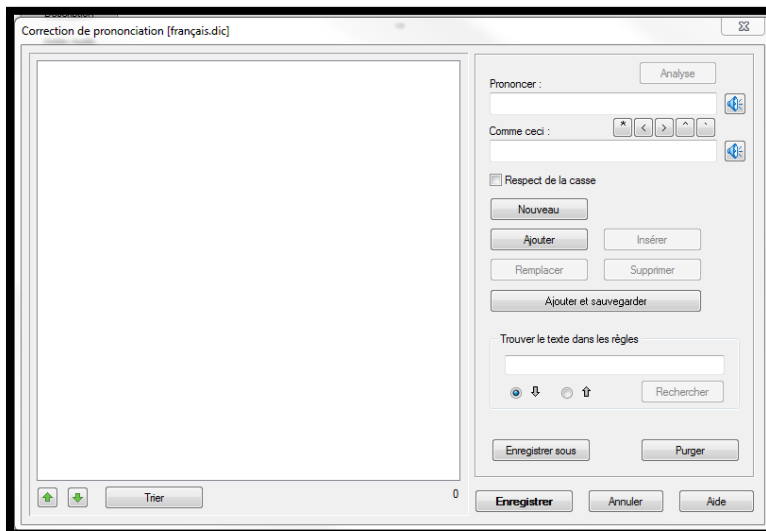 Description
Correction de prononciation [français.dic]
Analyse
Prononcer :
Comme ceci :
* < > ^ `
Respect de la casse
Nouveau
Ajouter Insérer
Remplacer Supprimer
Ajouter et sauvegarder
Trouver le texte dans les règles
Rechercher
Enregistrer sous Purger
Trier 0
Enregistrer Annuler Aide